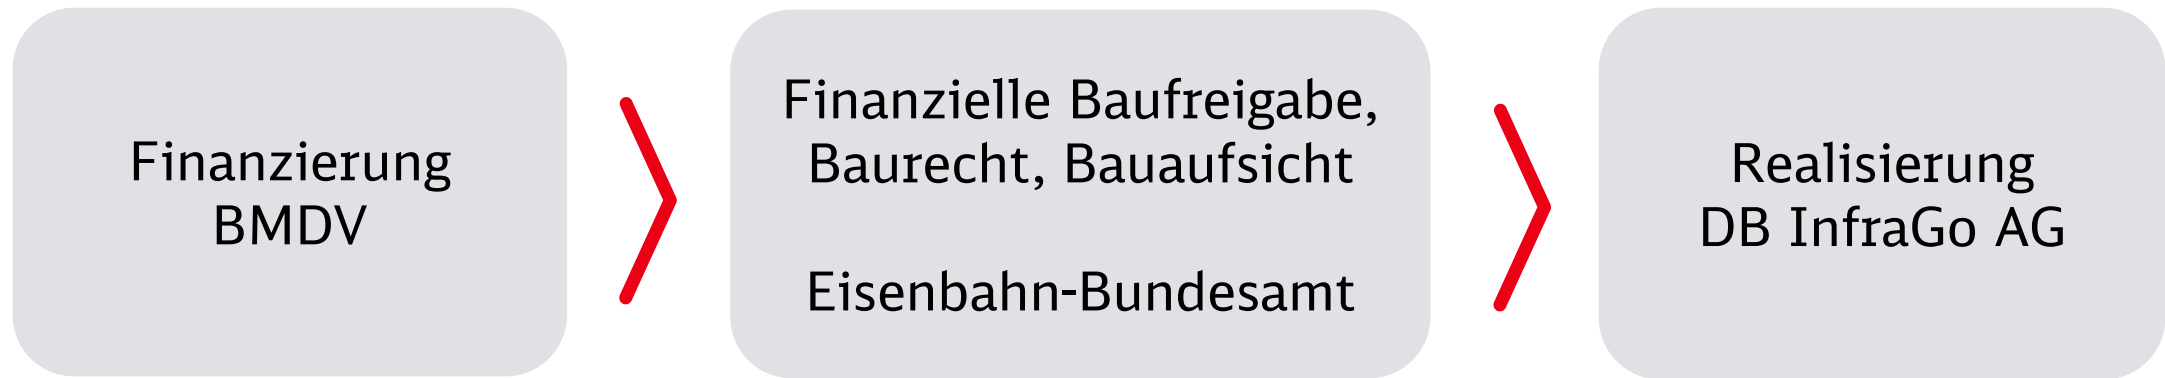 Finanzierung
BMDV
Finanzielle Baufreigabe,
Baurecht, Bauaufsicht
Eisenbahn-Bundesamt
Realisierung
DB InfraGo AG